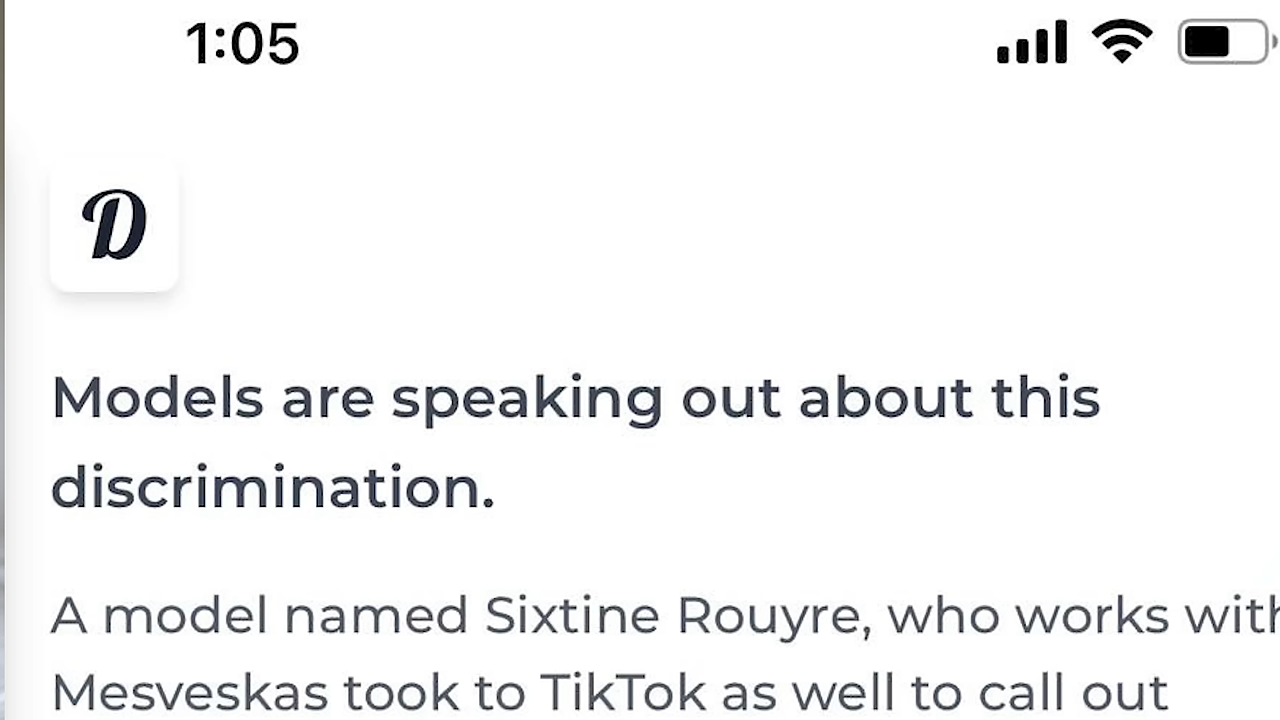 1:05
D
Models are speaking out about this
discrimination.
A model named Sixtine Rouyre, who works with
Mesveskas took to TikTok as well to call out